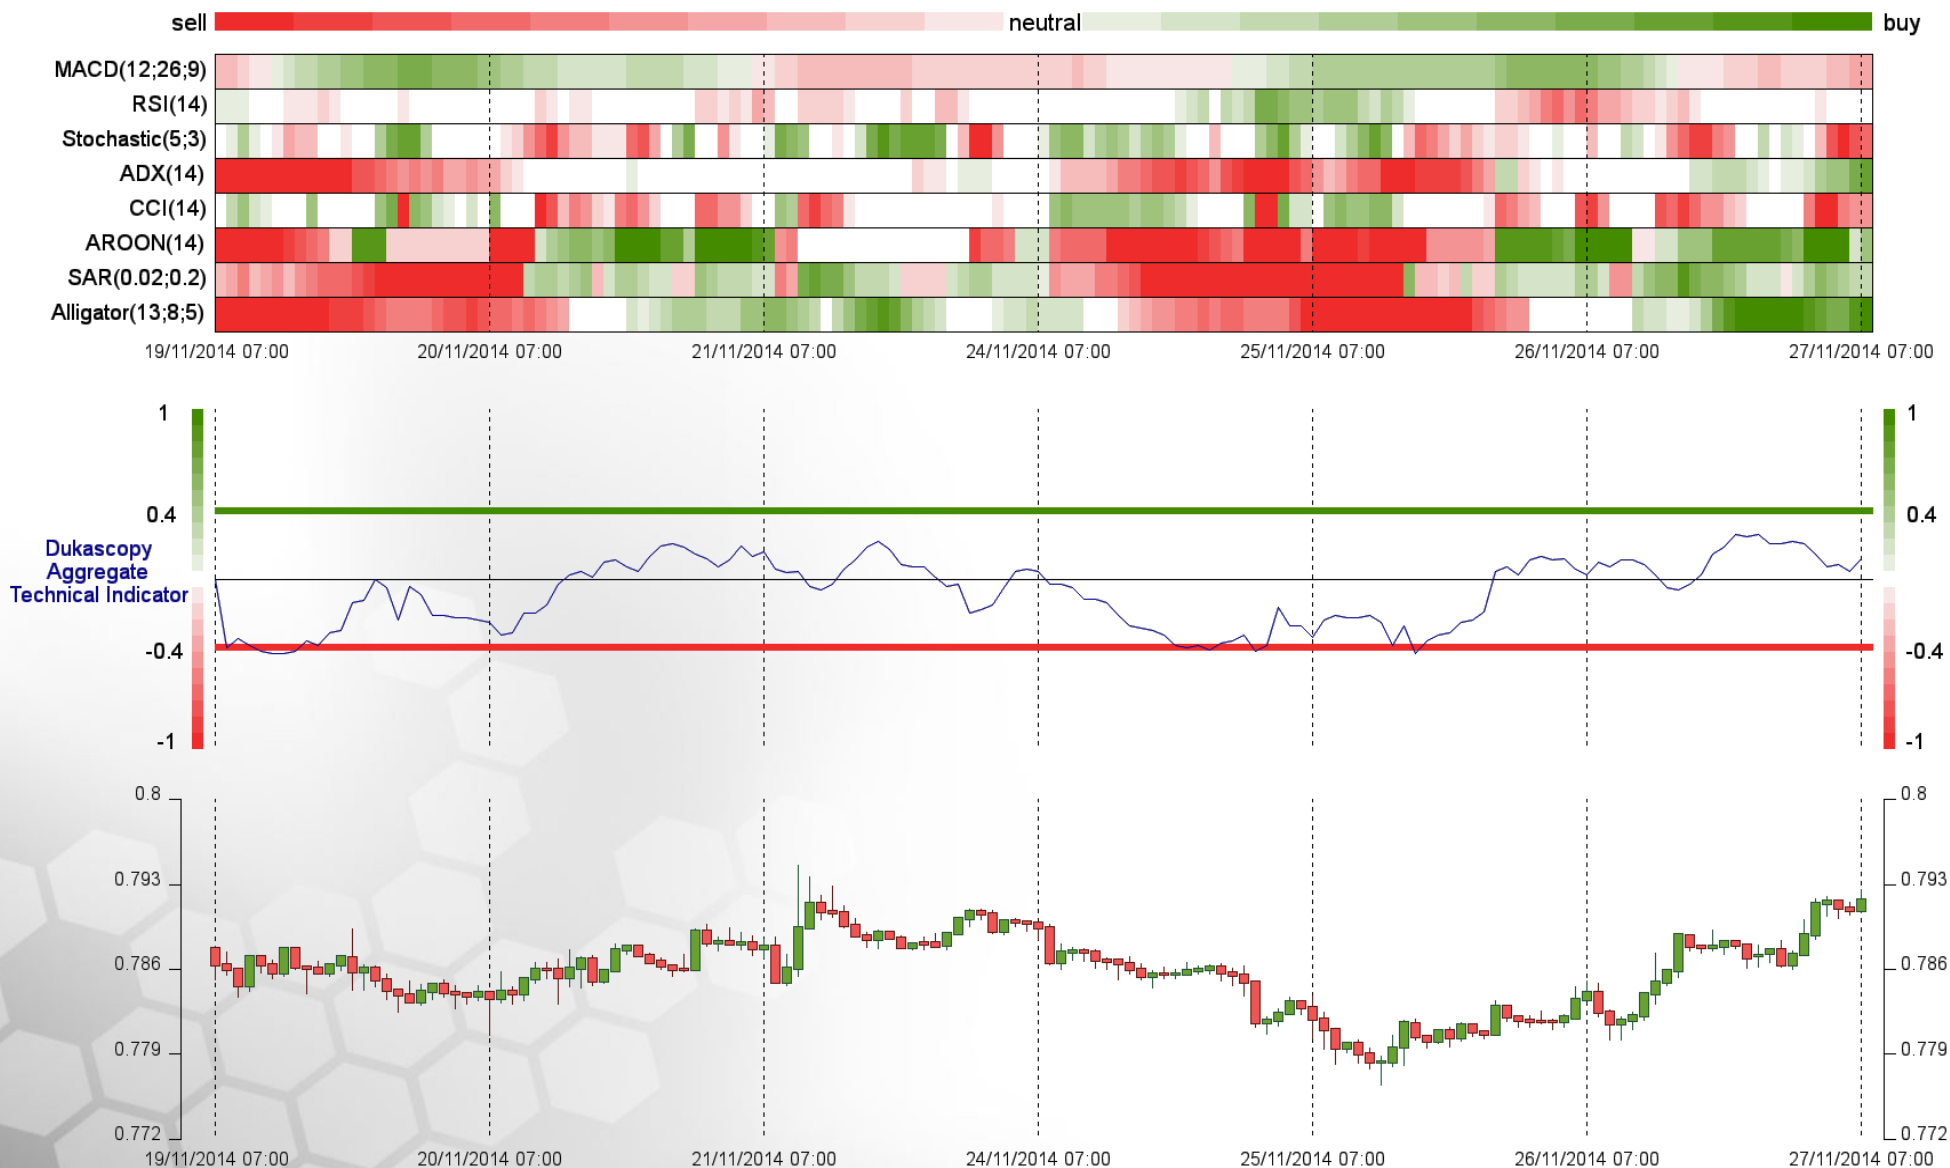 sell neutral buy
MACD(12;26;9)
RSI(14)
Stochastic(5;3)
ADX(14)
CCI(14)
AROON(14)
SAR(0.02;0.2)
Alligator(13;8;5)
19/11/2014 07:00 20/11/2014 07:00 21/11/2014 07:00 24/11/2014 07:00 25/11/2014 07:00 26/11/2014 07:00 27/11/2014 07:00
1 1
0.4 0.4
Dukascopy
Aggregate
Technical Indicator
-0.4 -0.4
-1 -1
0.8 0.8
0.793 0.793
0.786 0.786
0.779 0.779
0.772 0.772
19/11/2014 07:00 20/11/2014 07:00 21/11/2014 07:00 24/11/2014 07:00 25/11/2014 07:00 26/11/2014 07:00 27/11/2014 07:00